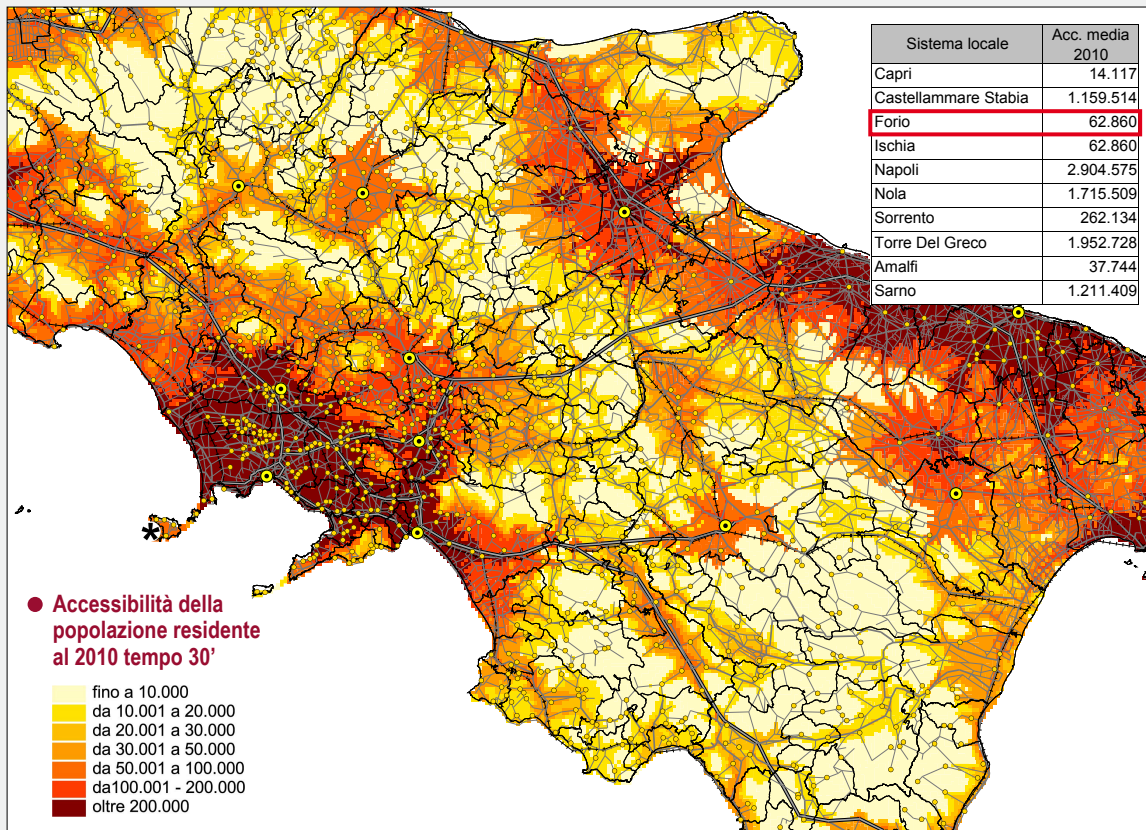 Sistema locale Acc. media 2010
Capri 14.117
Castellammare Stabia 1.159.514
Forio 62.860
Ischia 62.860
Napoli 2.904.575
Nola 1.715.509
Sorrento 262.134
Torre Del Greco 1.952.728
Amalfi 37.744
Sarno 1.211.409
*
Accessibilità della
popolazione residente
al 2010 tempo 30’
fino a 10.000
da 10.001 a 20.000
da 20.001 a 30.000
da 30.001 a 50.000
da 50.001 a 100.000
da100.001 - 200.000
oltre 200.000